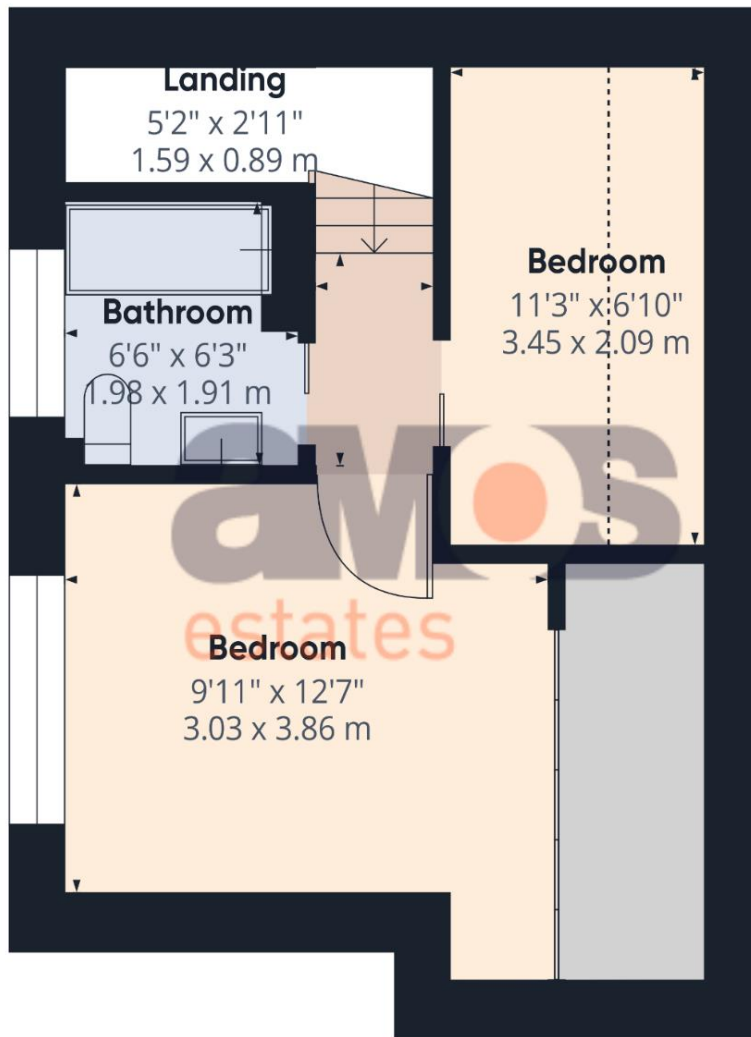 Landing
5'2" x 2'11"
1.59 x 0.89 m
Bedroom
11'3" x 6'10"
3.45 x 2.09 m
Bathroom
6'6" x 6'3"
1.98 x 1.91 m
aMOS
estates
Bedroom
9'11" x 12'7"
3.03 x 3.86 m